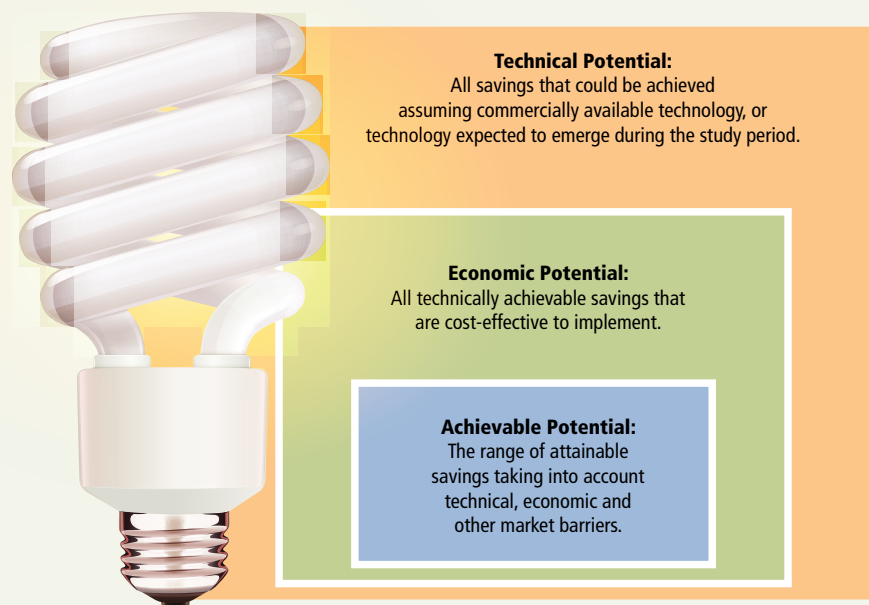 Technical Potential:
All savings that could be achieved
assuming commercially available technology, or
technology expected to emerge during the study period.
Economic Potential:
All technically achievable savings that
are cost-effective to implement.
Achievable Potential:
The range of attainable
savings taking into account
technical, economic and
other market barriers.